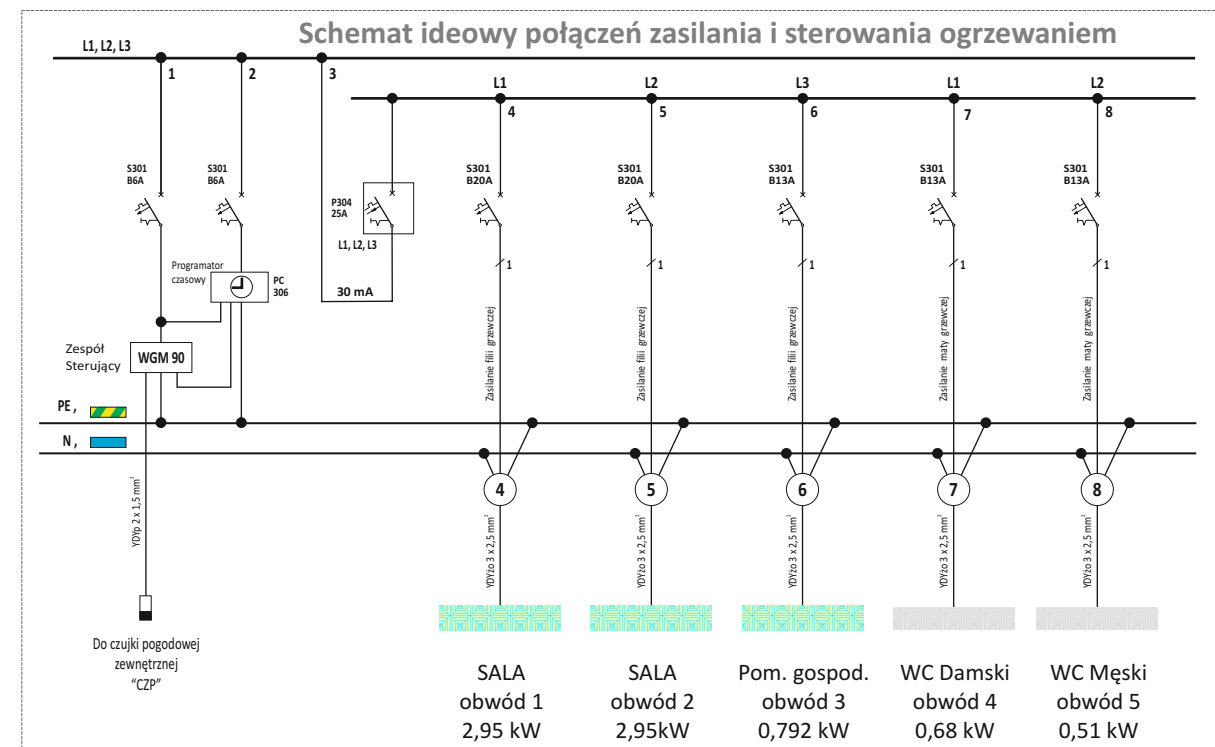 Schemat ideowy połączeń zasilania i sterowania ogrzewaniem
L1, L2, L3
1
2
3
L1
L2
L3
L1
L2
4
5
6
7
8
S301
B6A
S301
B6A
P304
25A
L1, L2, L3
S301
B20A
S301
B20A
S301
B13A
S301
B13A
S301
B13A
1
1
1
1
1
Programator
czasowy
PC
306
30 mA
Zespół
Sterujący
WGM 90
Zasilanie filii grzewczej
Zasilanie filii grzewczej
Zasilanie filii grzewczej
Zasilanie maty grzewczej
Zasilanie maty grzewczej
PE ,
N ,
4
5
6
7
8
YDYp 2 x 1,5 mm²
YDYżo 3 x 2,5 mm²
YDYżo 3 x 2,5 mm²
YDYżo 3 x 2,5 mm²
YDYżo 3 x 2,5 mm²
YDYżo 3 x 2,5 mm²
Do czujki pogodowej
zewnętrznej
“CZP”
SALA
obwód 1
2,95 kW
SALA
obwód 2
2,95kW
Pom. gospod.
obwód 3
0,792 kW
WC Damski
obwód 4
0,68 kW
WC Męski
obwód 5
0,51 kW